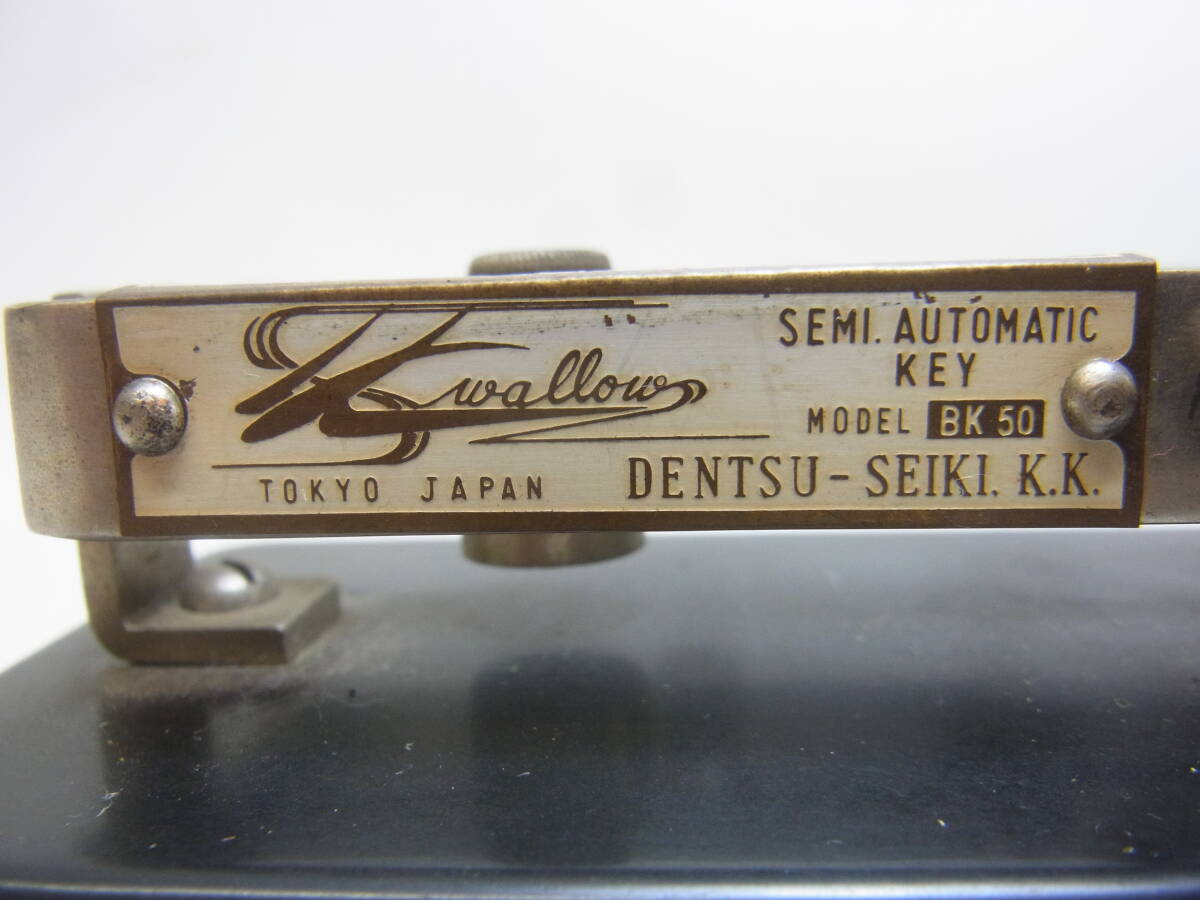 Swallow
TOKYO JAPAN
SEMI. AUTOMATIC
KEY
MODEL BK 50
DENTSU-SEIKI. K.K.